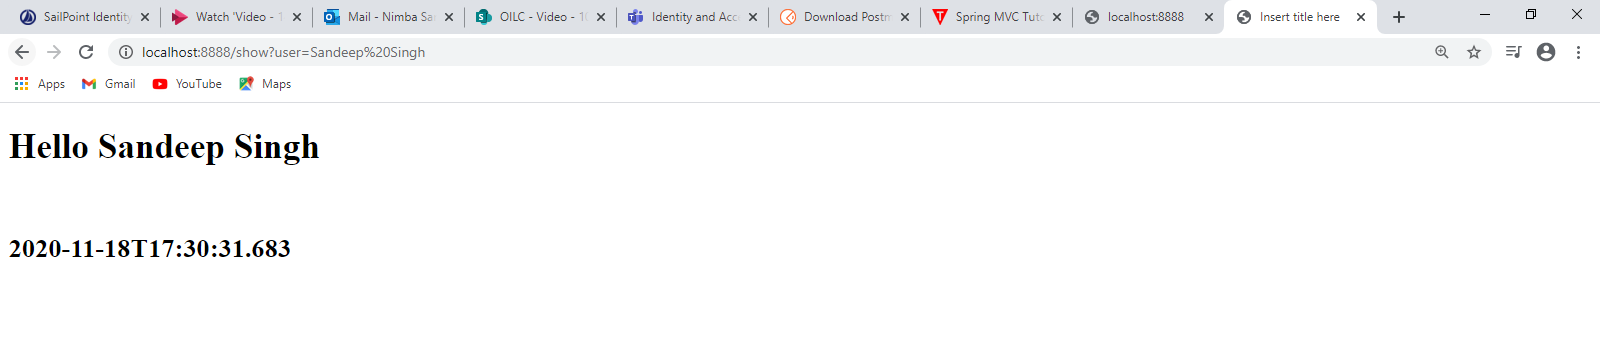 SailPoint Identity
Watch 'Video - 1
Mail - Nimba Sa
OILC - Video - 1
Identity and Acc
Download Postm
Spring MVC Tuto
localhost:8888
Insert title here
localhost:8888/show?user=Sandeep%20Singh
Apps
Gmail
YouTube
Maps
Hello Sandeep Singh
2020-11-18T17:30:31.683